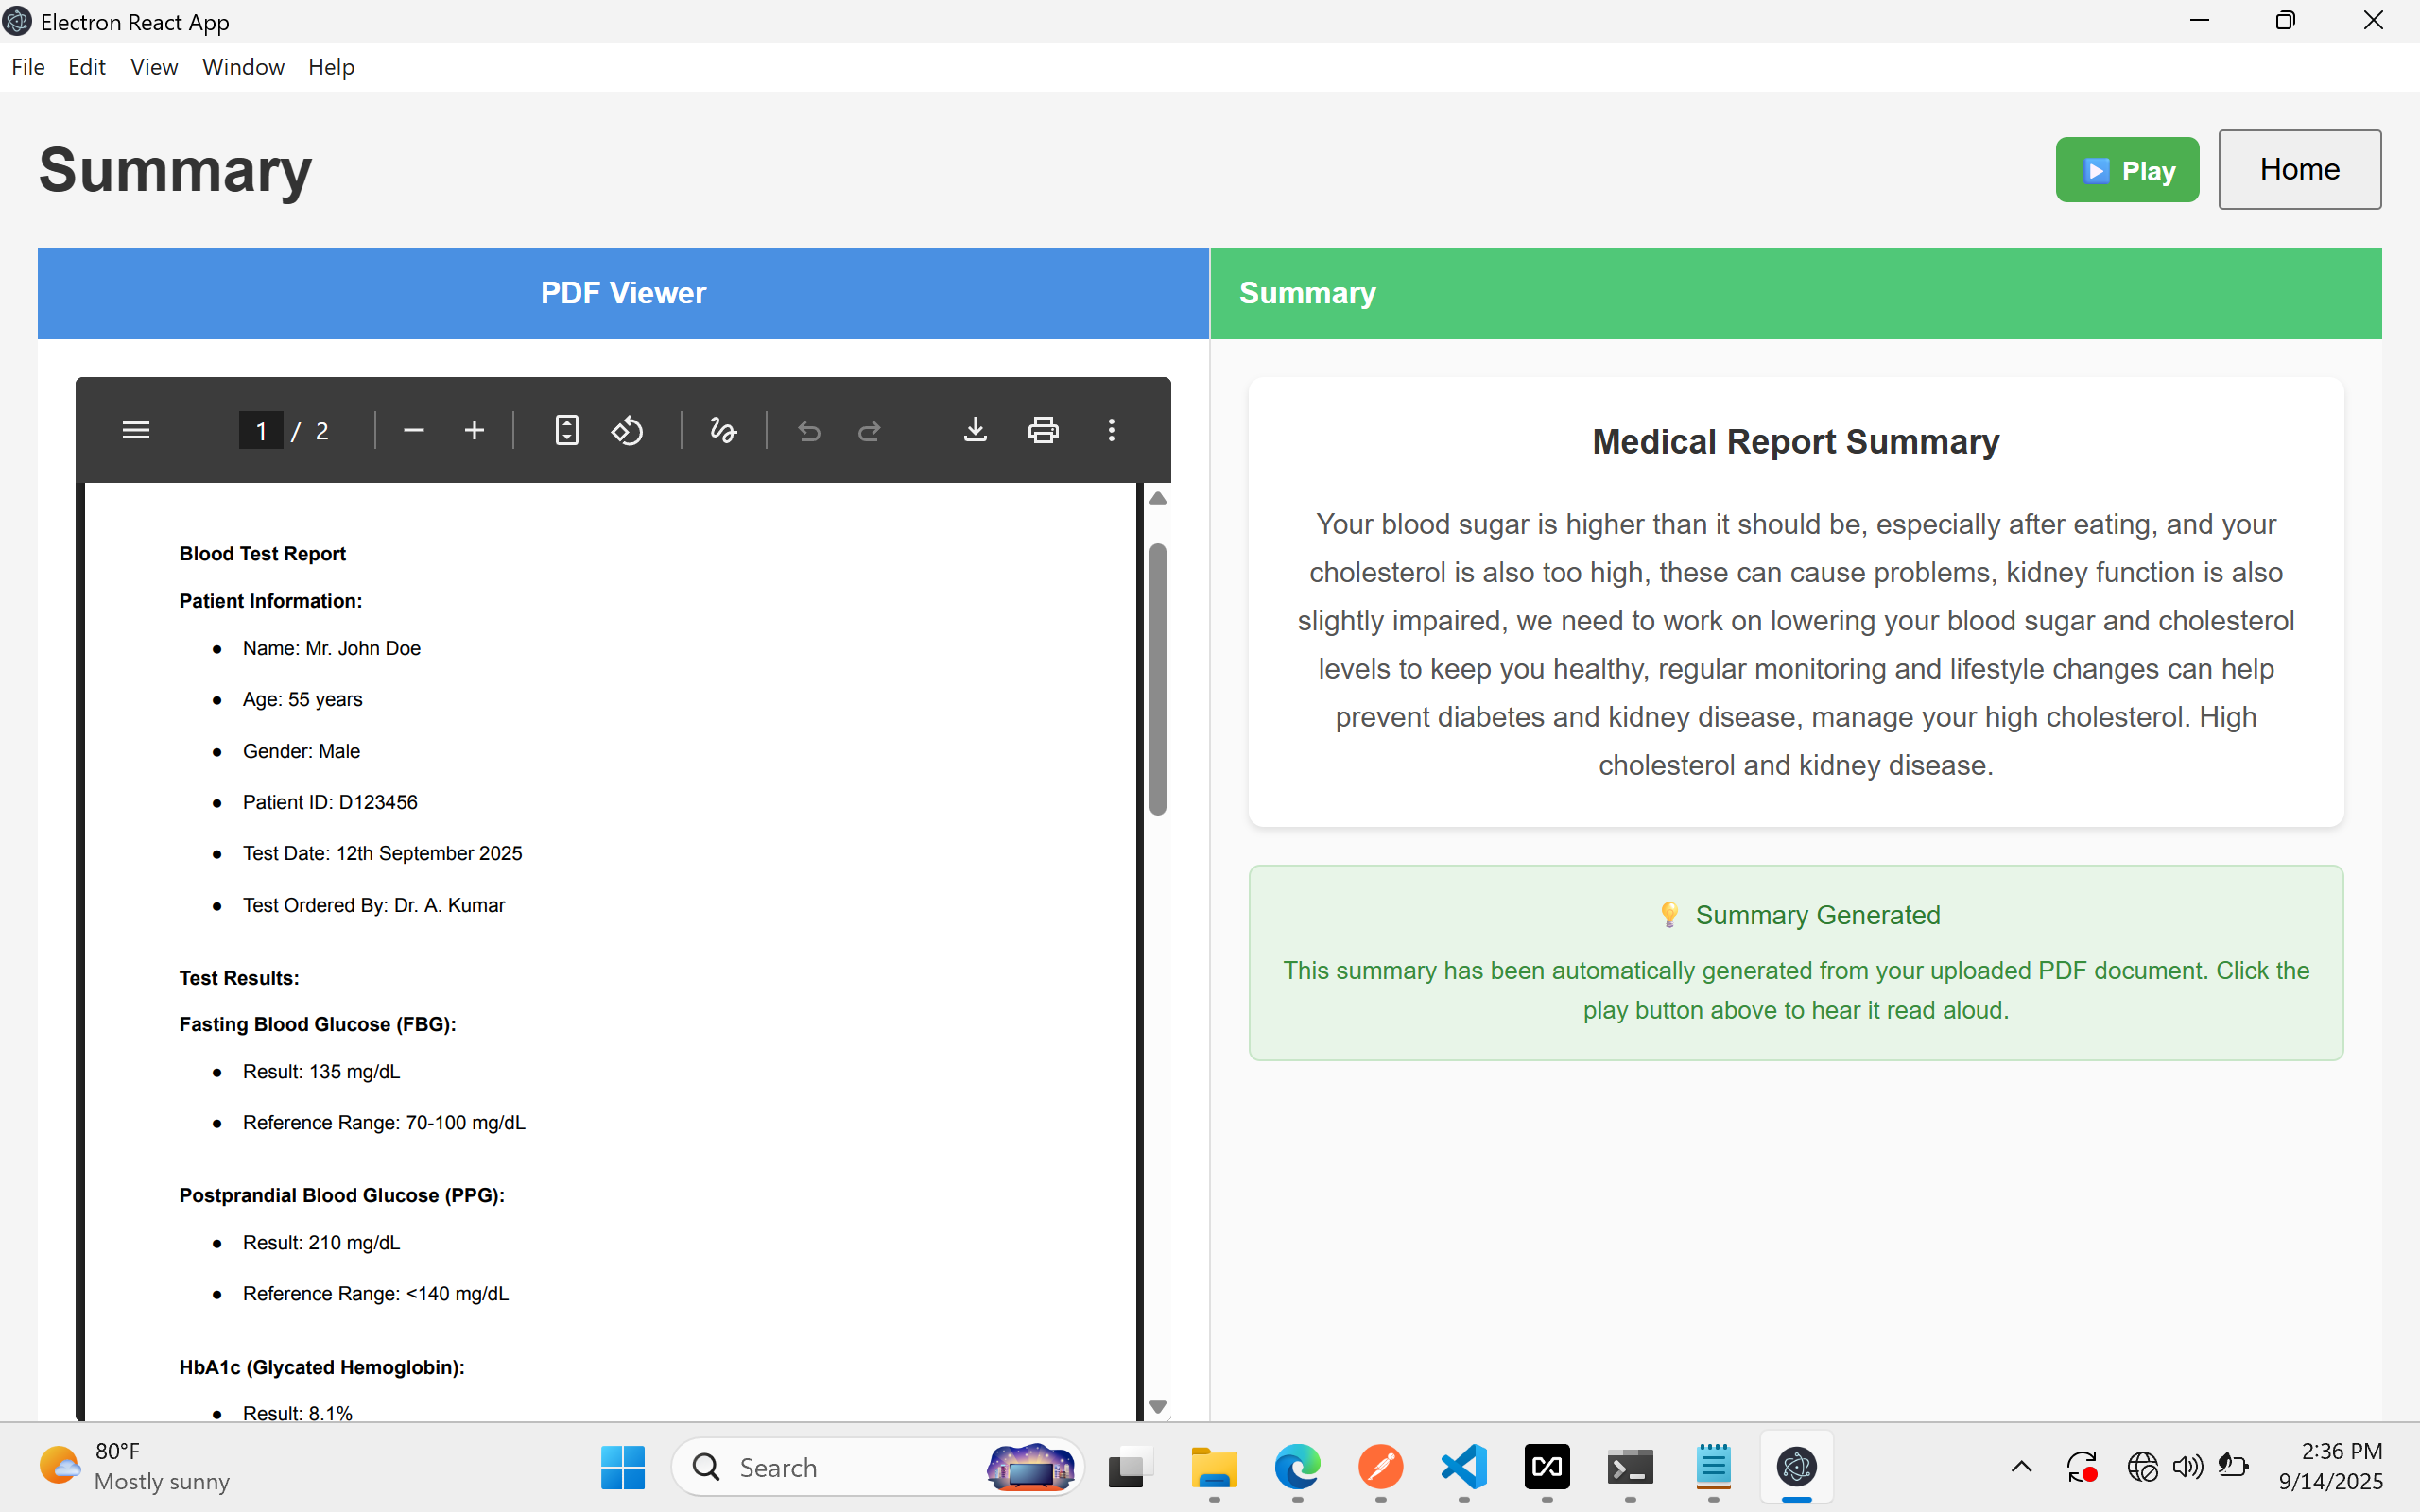 Electron React App
File Edit View Window Help
Summary
Play
Home
PDF Viewer
Summary
1 / 2
Blood Test Report
Patient Information:
● Name: Mr. John Doe
● Age: 55 years
● Gender: Male
● Patient ID: D123456
● Test Date: 12th September 2025
● Test Ordered By: Dr. A. Kumar
Test Results:
Fasting Blood Glucose (FBG):
● Result: 135 mg/dL
● Reference Range: 70-100 mg/dL
Postprandial Blood Glucose (PPG):
● Result: 210 mg/dL
● Reference Range: <140 mg/dL
HbA1c (Glycated Hemoglobin):
● Result: 8.1%
Medical Report Summary
Your blood sugar is higher than it should be, especially after eating, and your
cholesterol is also too high, these can cause problems, kidney function is also
slightly impaired, we need to work on lowering your blood sugar and cholesterol
levels to keep you healthy, regular monitoring and lifestyle changes can help
prevent diabetes and kidney disease, manage your high cholesterol. High
cholesterol and kidney disease.
💡 Summary Generated
This summary has been automatically generated from your uploaded PDF document. Click the
play button above to hear it read aloud.
80°F
Mostly sunny
Search
2:36 PM
9/14/2025